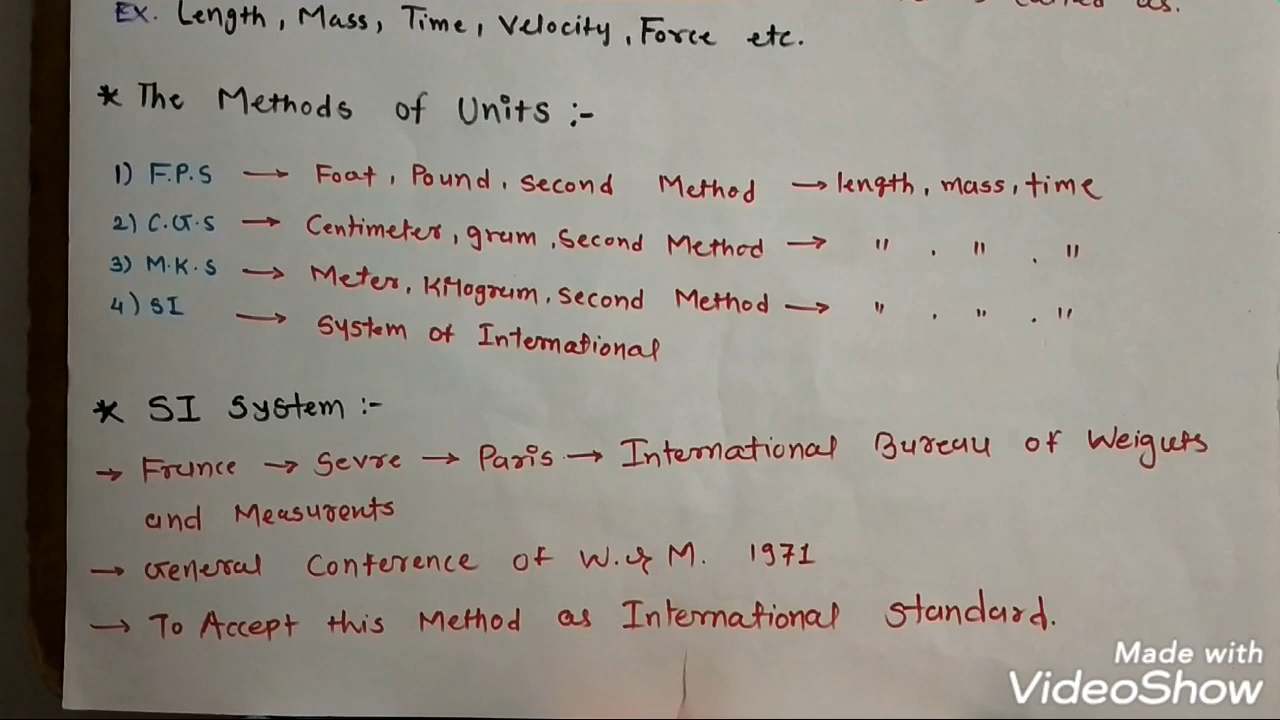 EX. Length, Mass, Time, Velocity, Force etc.
* The Methods of Units :-
1) F.P.S → Foat, Pound, second Method → length, mass, time
2) C.G.S → Centimeter, gram, second Method → " . " . "
3) M.K.S → Meter, Kilogram, second Method → " . " . "
4) SI → System of International
* SI System :-
→ France → Sevre → Paris → International Bureau of Weights
and Measurents
→ General Conference of W. & M. 1971
→ To Accept this Method as International Standard.
Made with
VideoShow